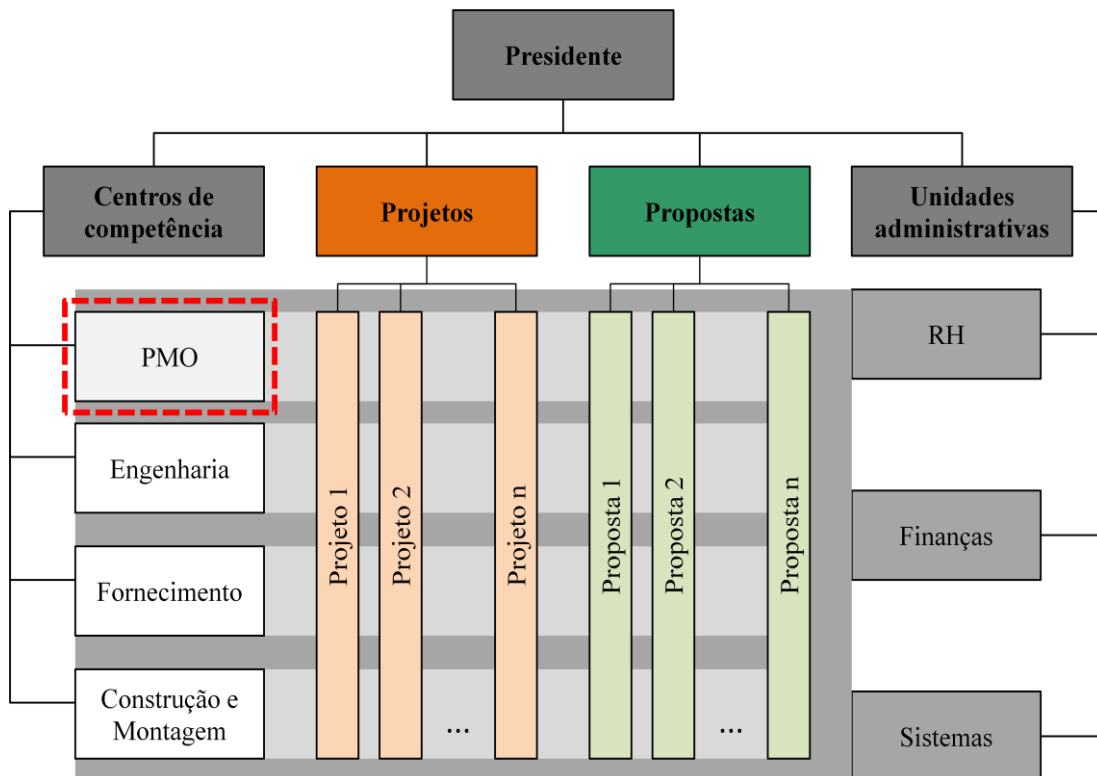 Presidente
Centros de
competência
Projetos
Propostas
Unidades
administrativas
PMO
RH
Engenharia
Finanças
Fornecimento
Construção e
Montagem
Sistemas
Projeto 1
Projeto 2
...
Projeto n
Proposta 1
Proposta 2
...
Proposta n